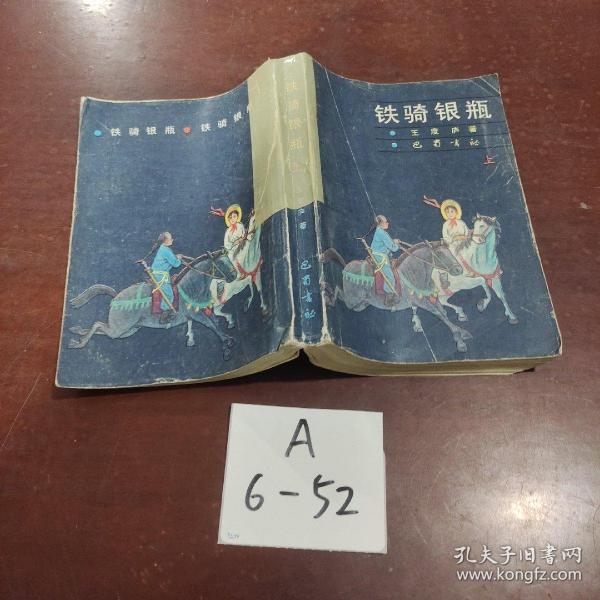 铁骑银瓶
王度庐著
巴蜀书社
上
铁骑银瓶
巴蜀书社
铁骑银瓶 铁骑银
A
6-52
孔夫子旧书网
www.kongfz.com